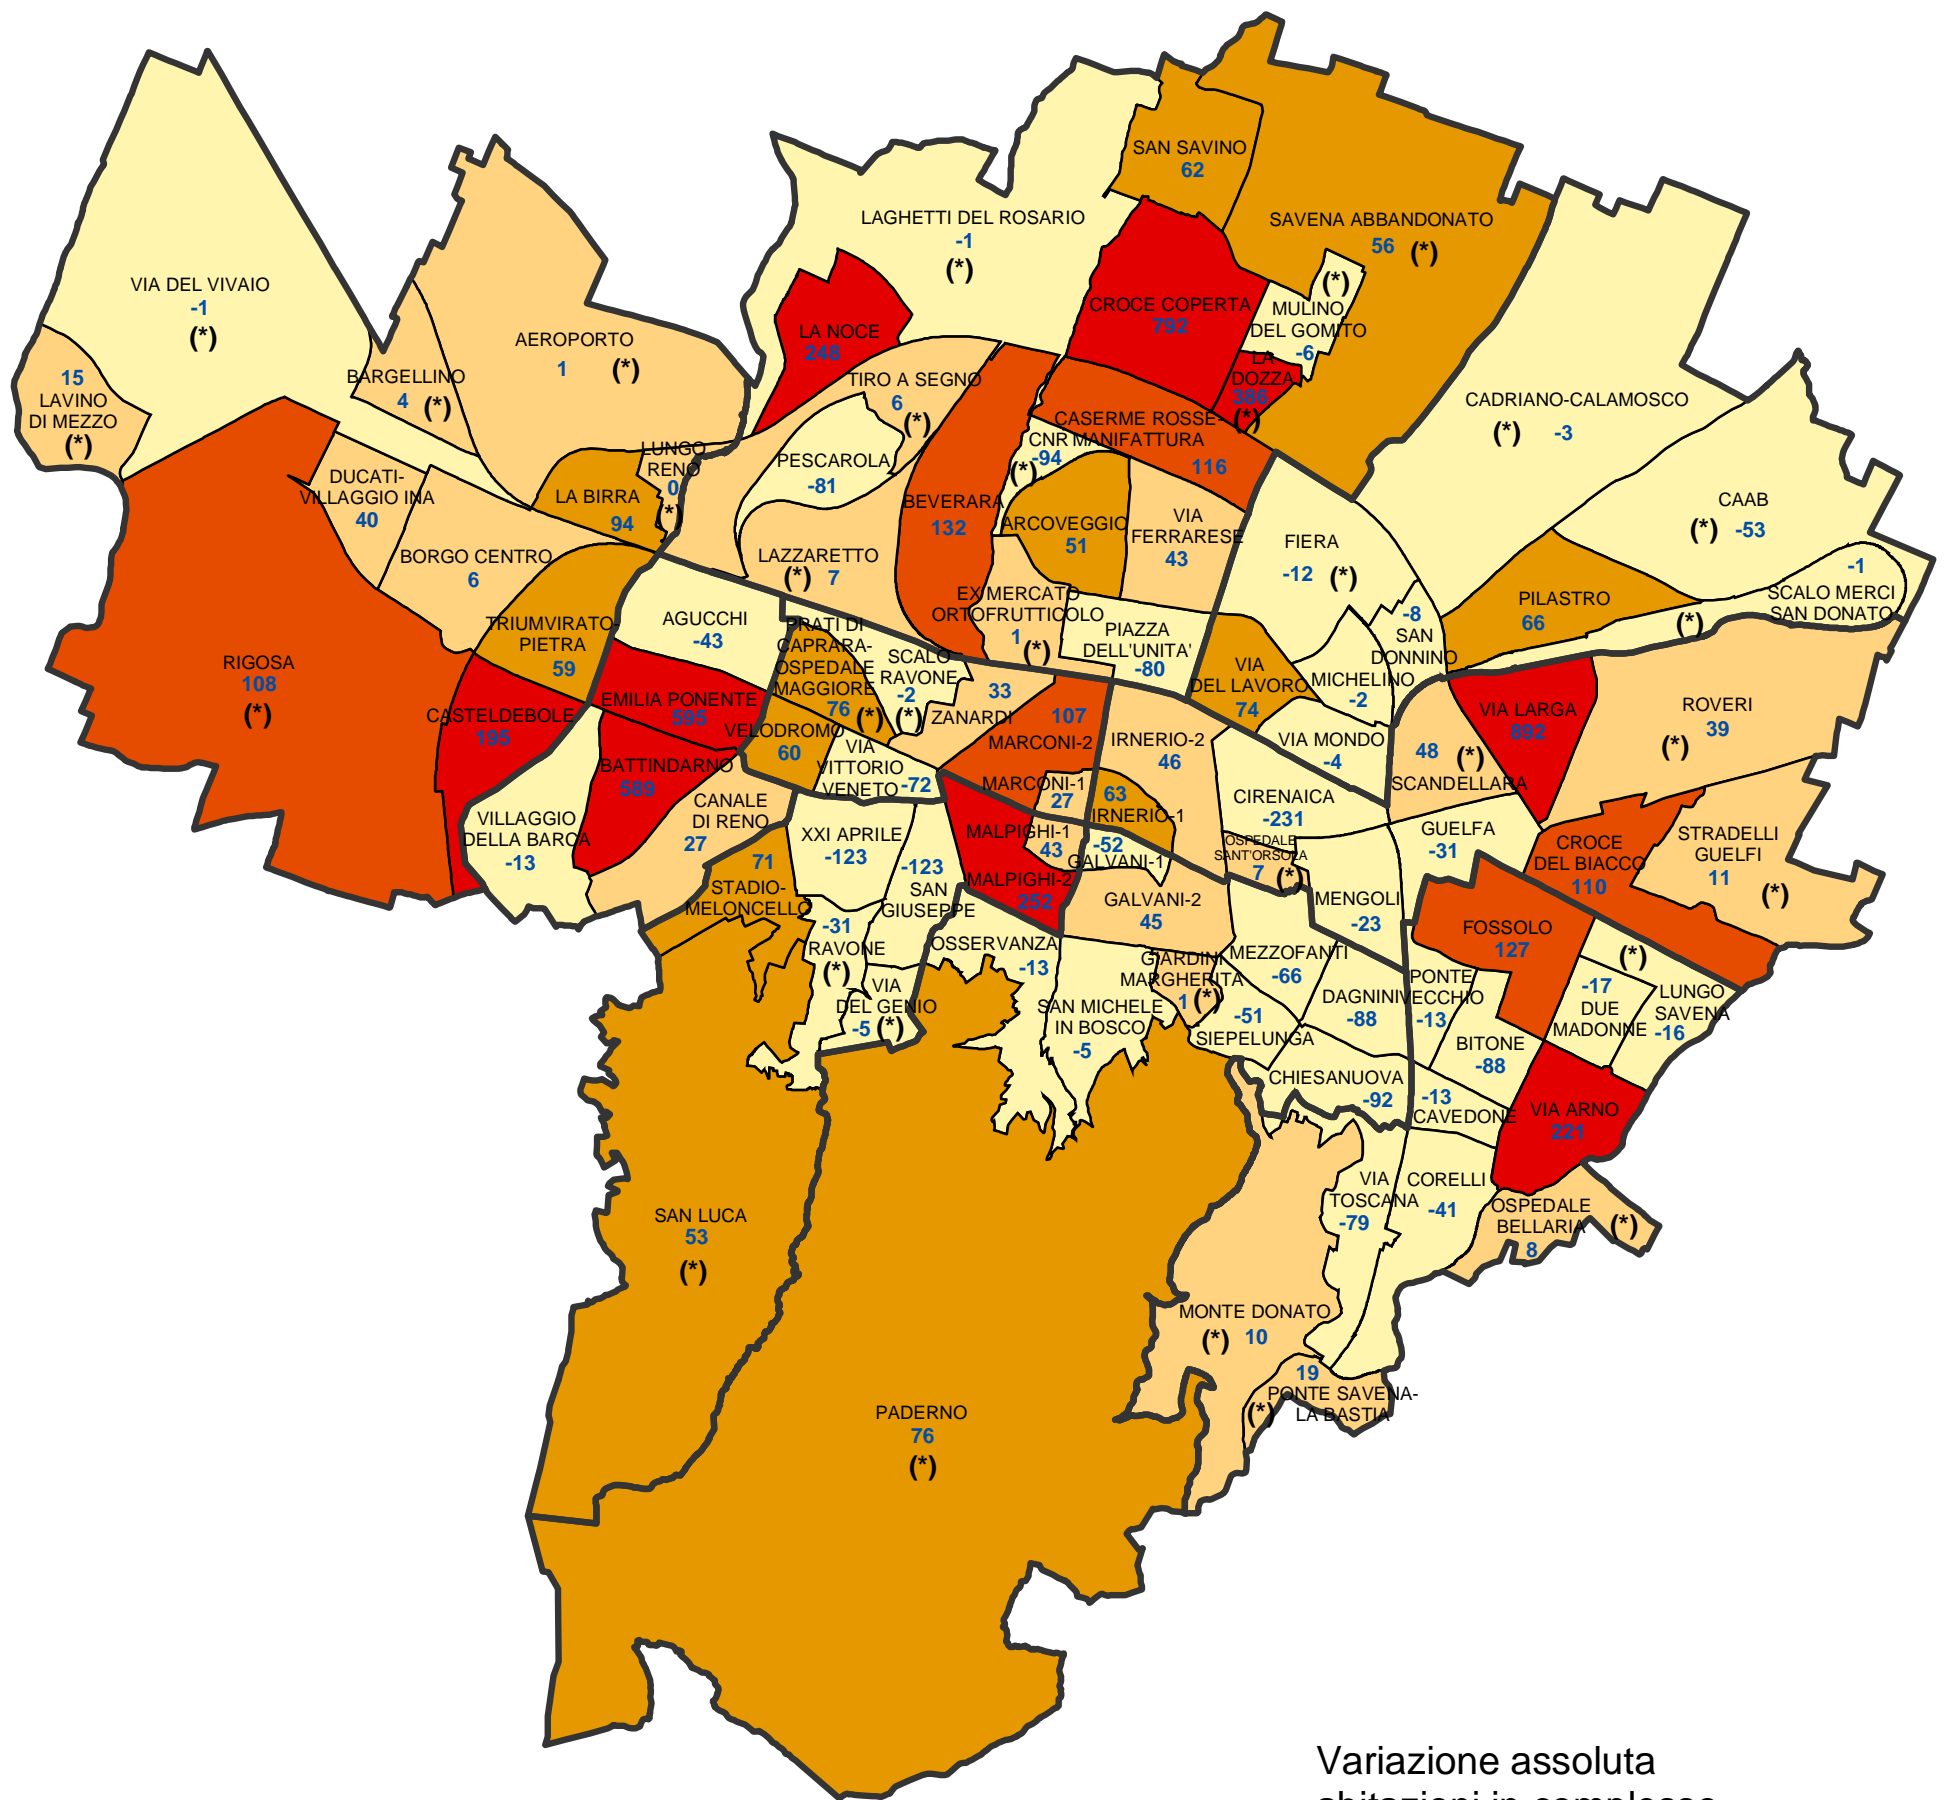 SAN SAVINO
62
LAGHETTI DEL ROSARIO
-1
(*)
SAVENA ABBANDONATO
56 (*)
VIA DEL VIVAIO
-1
(*)
AEROPORTO
1 (*)
LA NOCE
248
CROCE COPERTA
792
(*)
MULINO
DEL GOMITO
-6
LA
DOZZA
386
(*)
15
LAVINO
DI MEZZO
(*)
BARGELLINO
4 (*)
TIRO A SEGNO
6
(*)
CADRIANO-CALAMOSCO
(*) -3
CASERME ROSSE-
MANIFATTURA
116
CNR
-94
(*)
LUNGO
RENO
0
(*)
PESCAROLA
-81
DUCATI-
VILLAGGIO INA
40
LA BIRRA
94
BEVERARA
132
ARCOVEGGIO
51
VIA
FERRARESE
43
CAAB
(*) -53
FIERA
-12 (*)
BORGO CENTRO
6
LAZZARETTO
(*) 7
-1
SCALO MERCI
SAN DONATO
(*)
PILASTRO
66
EX MERCATO
ORTOFRUTTICOLO
1 (*)
-8
SAN
DONNINO
AGUCCHI
-43
TRIUMVIRATO-
PIETRA
59
PRATI DI
CAPRARA-
OSPEDALE
MAGGIORE
76 (*)
SCALO
RAVONE
-2
(*)
PIAZZA
DELL'UNITA'
-80
VIA
DEL LAVORO
74
MICHELINO
-2
RIGOSA
108
(*)
EMILIA PONENTE
595
33
ZANARDI
107
MARCONI-2
VIA LARGA
892
ROVERI
(*) 39
CASTELDEBOLE
195
VELODROMO
60
VIA
VITTORIO
VENETO -72
IRNERIO-2
46
VIA MONDO
-4
48 (*)
SCANDELLARA
BATTINDARNO
589
MARCONI-1
27
63
IRNERIO-1
CIRENAICA
-231
CANALE
DI RENO
27
VILLAGGIO
DELLA BARCA
-13
XXI APRILE
-123
MALPIGHI-1
43
-52
GALVANI-1
OSPEDALE
SANT'ORSOLA
7 (*)
GUELFA
-31
CROCE
DEL BIACCO
110
STRADELLI
GUELFI
11
(*)
71
STADIO-
MELONCELLO
-123
SAN
GIUSEPPE
MALPIGHI-2
252
GALVANI-2
45
MENGOLI
-23
FOSSOLO
127
-31
RAVONE
(*)
OSSERVANZA
-13
GIARDINI
MARGHERITA
1 (*)
MEZZOFANTI
-66
(*)
-17
DUE
MADONNE
LUNGO
SAVENA
-16
VIA
DEL GENIO
-5 (*)
SAN MICHELE
IN BOSCO
-5
-51
SIEPELUNGA
DAGNINI
-88
PONTE
VECCHIO
-13
BITONE
-88
CHIESANUOVA
-92
-13
CAVEDONE
VIA ARNO
221
VIA
TOSCANA
-79
CORELLI
-41
OSPEDALE
BELLARIA
8
(*)
SAN LUCA
53
(*)
MONTE DONATO
(*) 10
19
PONTE SAVENA-
LA BASTIA
(*)
PADERNO
76
(*)
Variazione assoluta
abitazioni in complesso